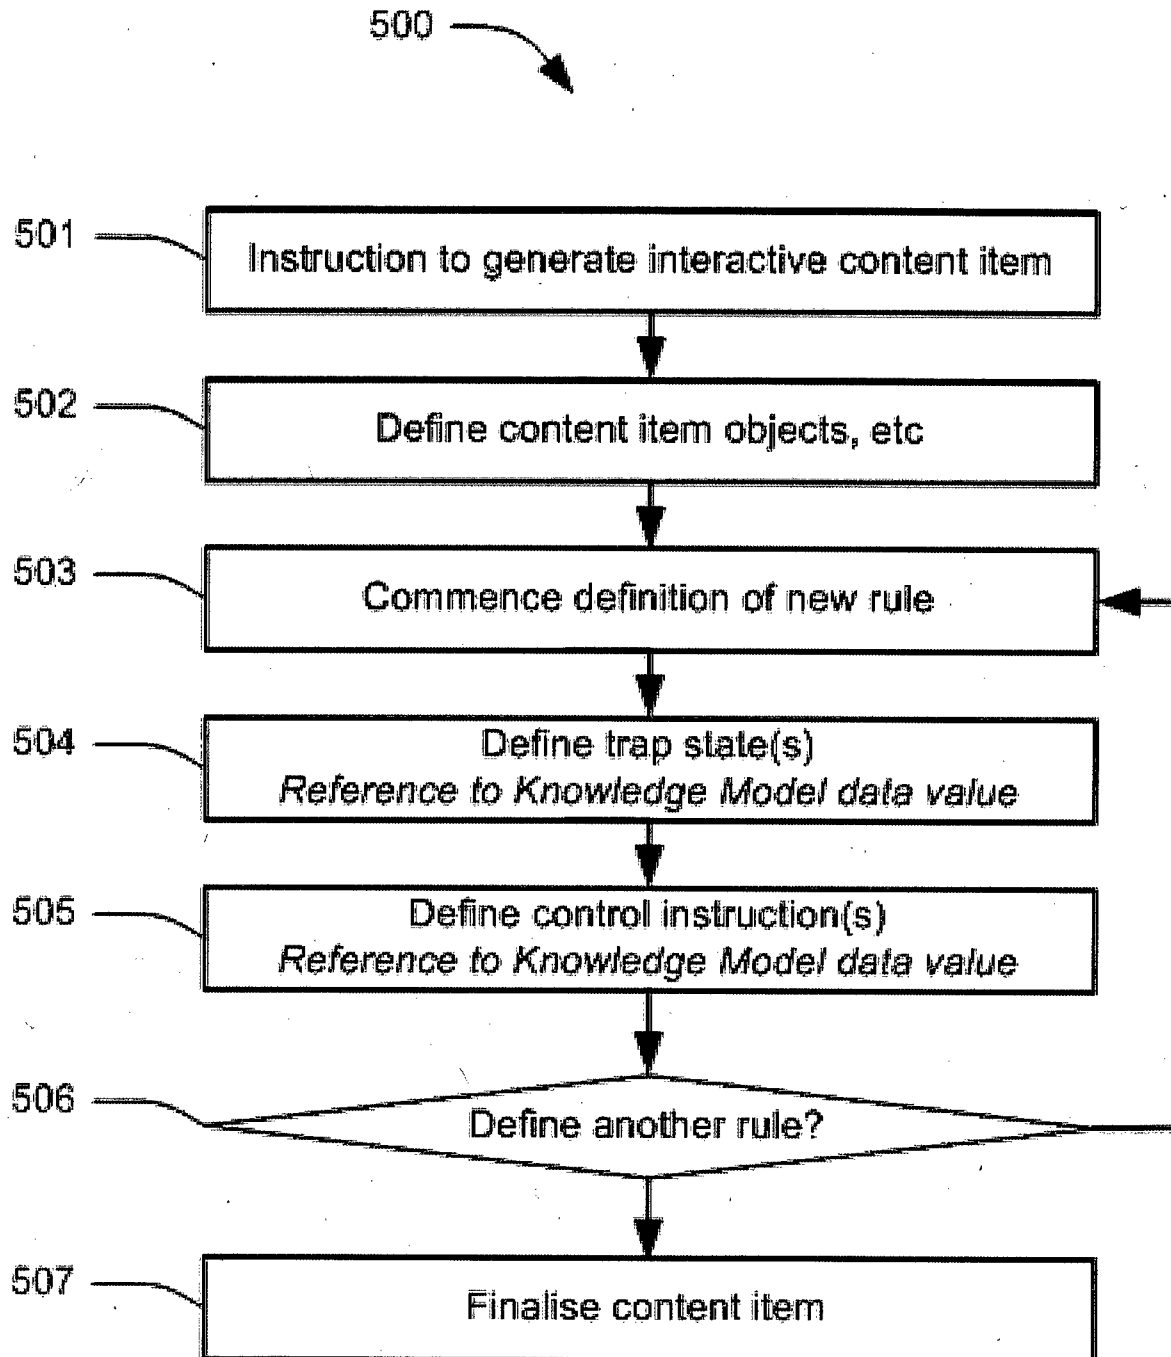 500
501
Instruction to generate interactive content item
502
Define content item objects, etc
503
Commence definition of new rule
504
Define trap state(s)
Reference to Knowledge Model data value
505
Define control instruction(s)
Reference to Knowledge Model data value
506
Define another rule?
507
Finalise content item